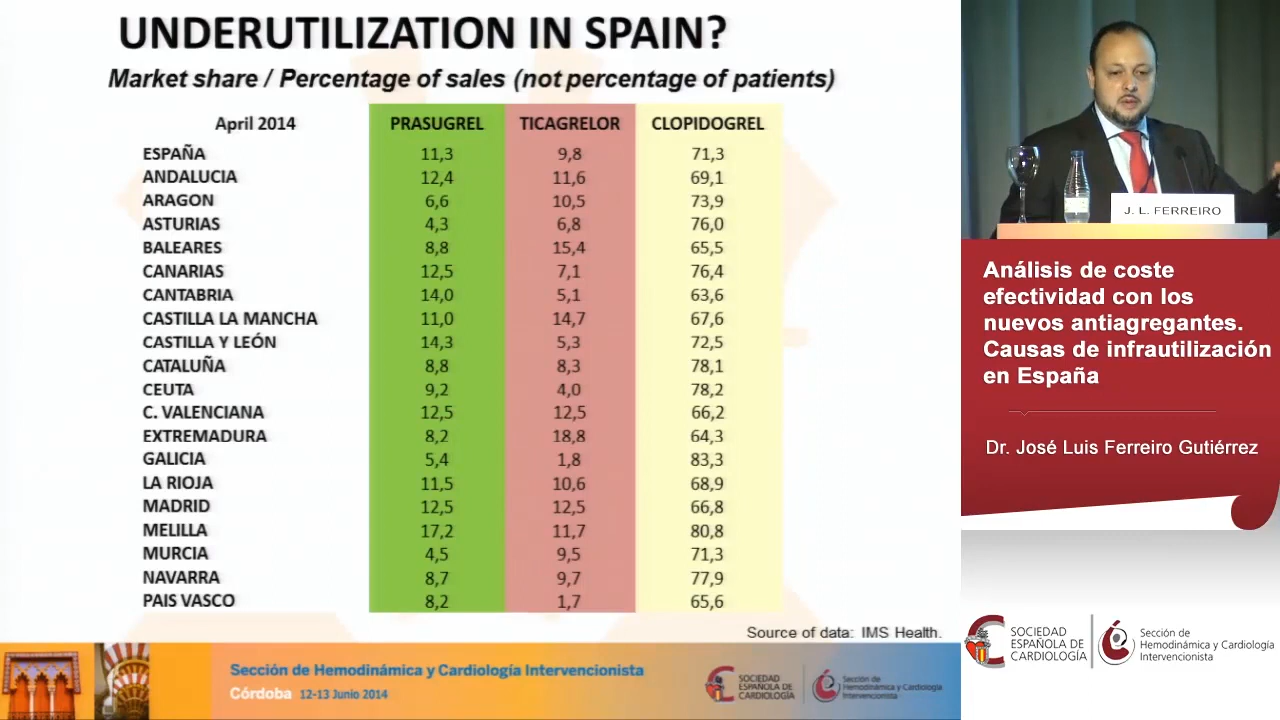 UNDERUTILIZATION IN SPAIN?
Market share / Percentage of sales (not percentage of patients)
April 2014 PRASUGREL TICAGRELOR CLOPIDOGREL
ESPAÑA 11,3 9,8 71,3
ANDALUCIA 12,4 11,6 69,1
ARAGON 6,6 10,5 73,9
ASTURIAS 4,3 6,8 76,0
BALEARES 8,8 15,4 65,5
CANARIAS 12,5 7,1 76,4
CANTABRIA 14,0 5,1 63,6
CASTILLA LA MANCHA 11,0 14,7 67,6
CASTILLA Y LEÓN 14,3 5,3 72,5
CATALUÑA 8,8 8,3 78,1
CEUTA 9,2 4,0 78,2
C. VALENCIANA 12,5 12,5 66,2
EXTREMADURA 8,2 18,8 64,3
GALICIA 5,4 1,8 83,3
LA RIOJA 11,5 10,6 68,9
MADRID 12,5 12,5 66,8
MELILLA 17,2 11,7 80,8
MURCIA 4,5 9,5 71,3
NAVARRA 8,7 9,7 77,9
PAIS VASCO 8,2 1,7 65,6
Source of data: IMS Health.
Sección de Hemodinámica y Cardiología Intervencionista
Córdoba 12-13 Junio 2014
SOCIEDAD
ESPAÑOLA DE
CARDIOLOGÍA
Sección de
Hemodinámica y Cardiología
Intervencionista
J. L. FERREIRO
Análisis de coste
efectividad con los
nuevos antiagregantes.
Causas de infrautilización
en España
Dr. José Luis Ferreiro Gutiérrez
SOCIEDAD
ESPAÑOLA DE
CARDIOLOGÍA
Sección de
Hemodinámica y Cardiología
Intervencionista